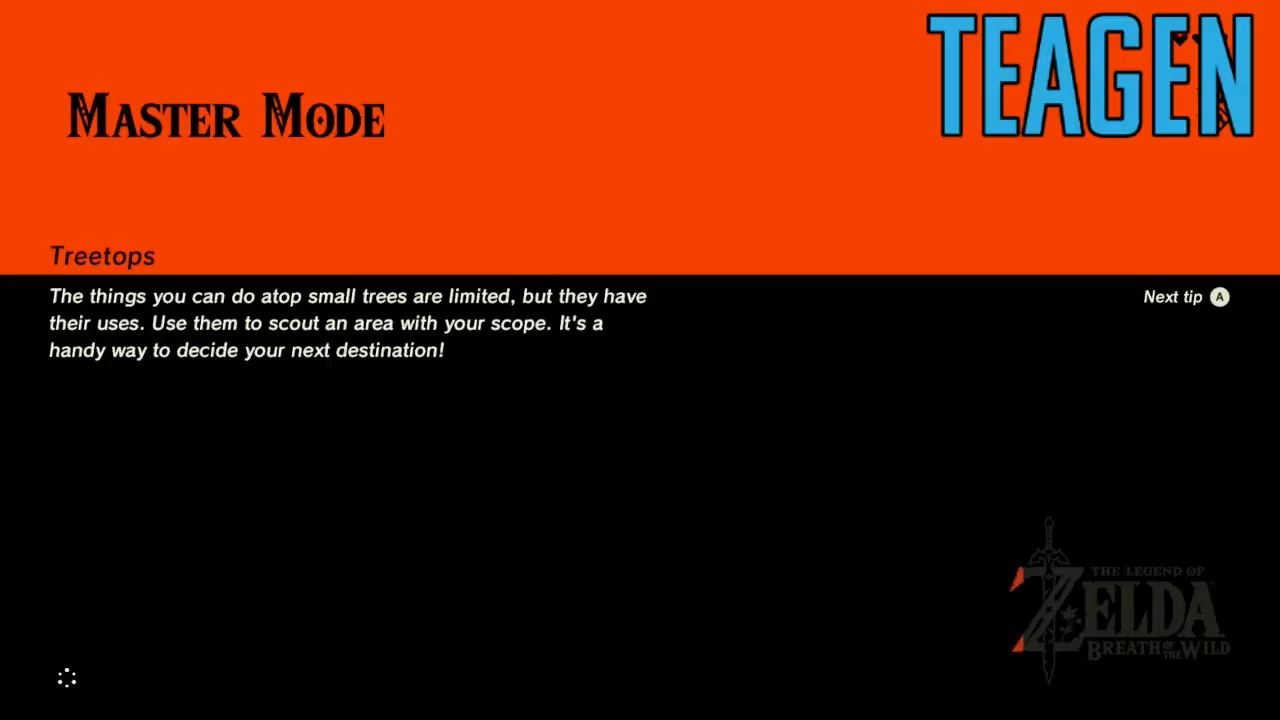 TEAGEN
MASTER MODE
Treetops
The things you can do atop small trees are limited, but they have
their uses. Use them to scout an area with your scope. It's a
handy way to decide your next destination!
Next tip A
THE LEGEND OF
ZELDA
BREATH OF THE WILD